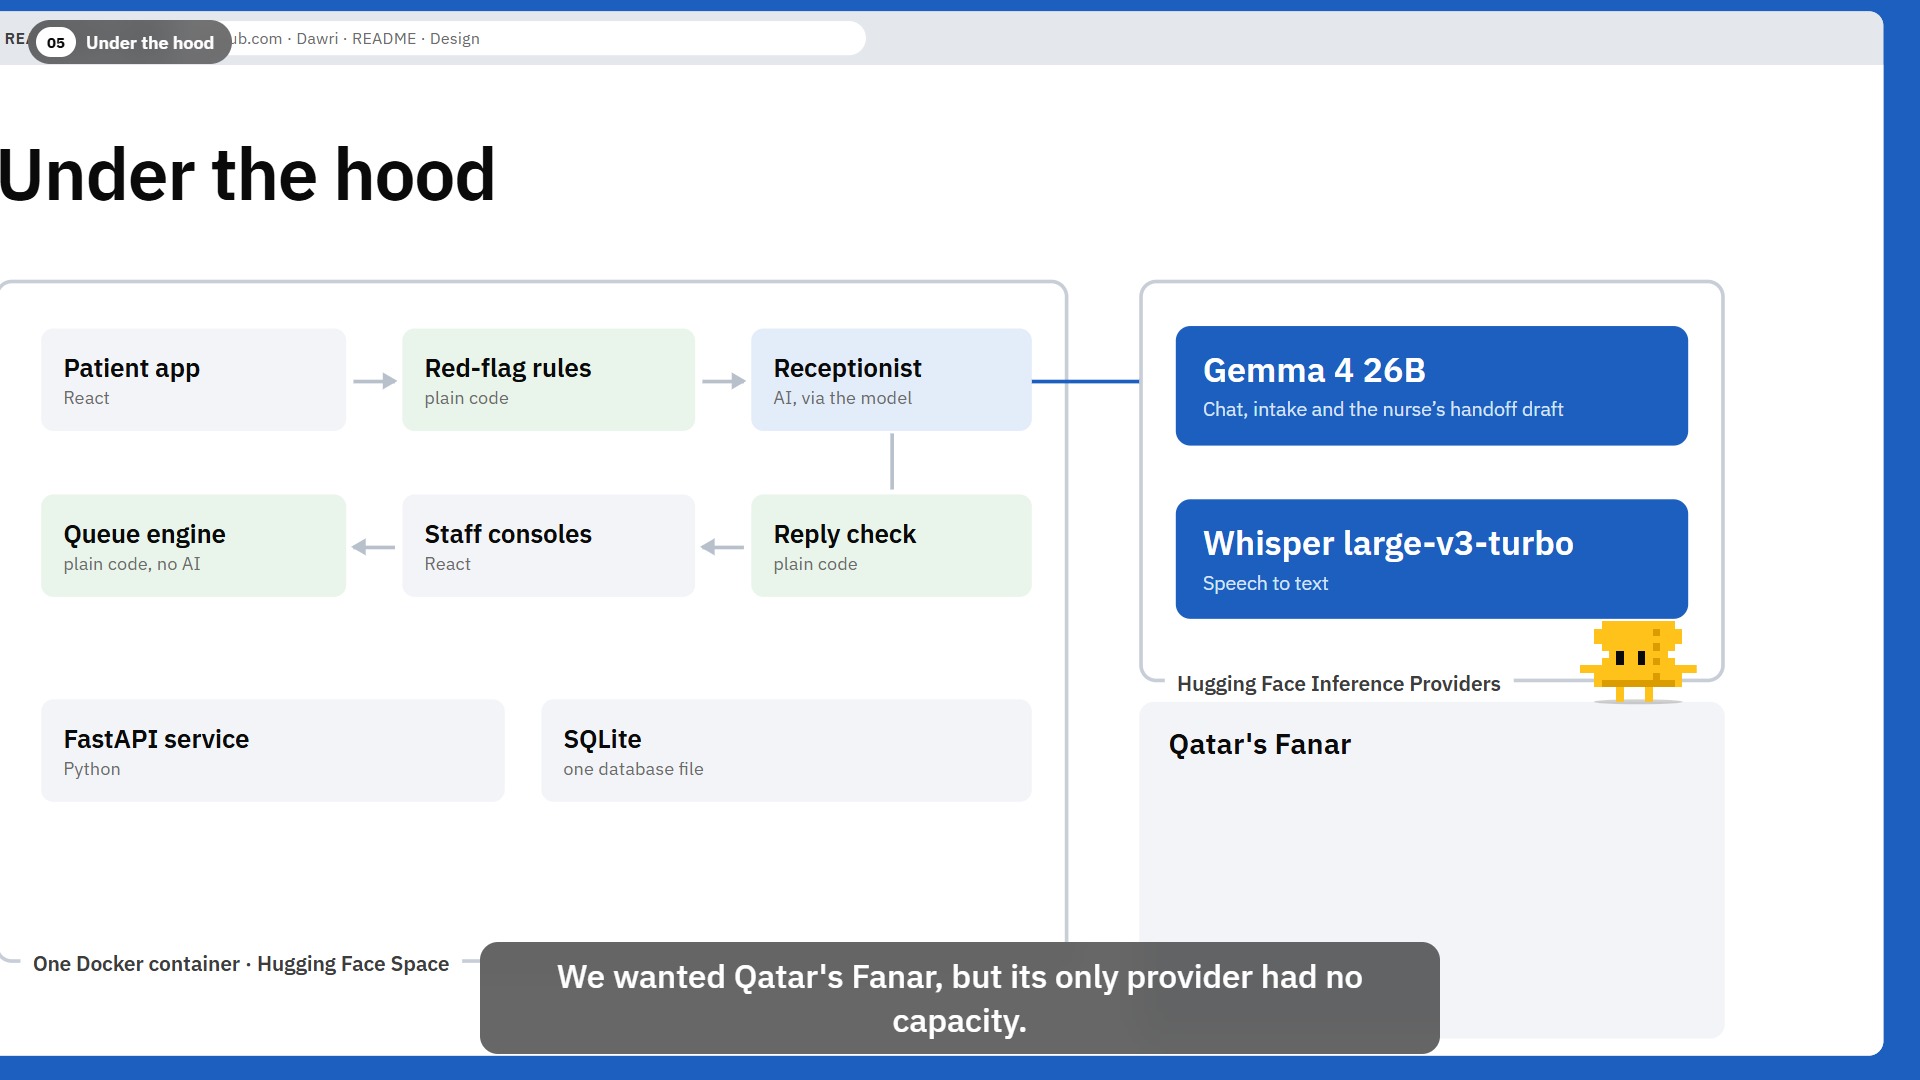 05 Under the hood
ub.com · Dawri · README · Design
Under the hood
Patient app
React
Red-flag rules
plain code
Receptionist
AI, via the model
Queue engine
plain code, no AI
Staff consoles
React
Reply check
plain code
FastAPI service
Python
SQLite
one database file
One Docker container · Hugging Face Space
Gemma 4 26B
Chat, intake and the nurse’s handoff draft
Whisper large-v3-turbo
Speech to text
Hugging Face Inference Providers
Qatar's Fanar
We wanted Qatar's Fanar, but its only provider had no
capacity.